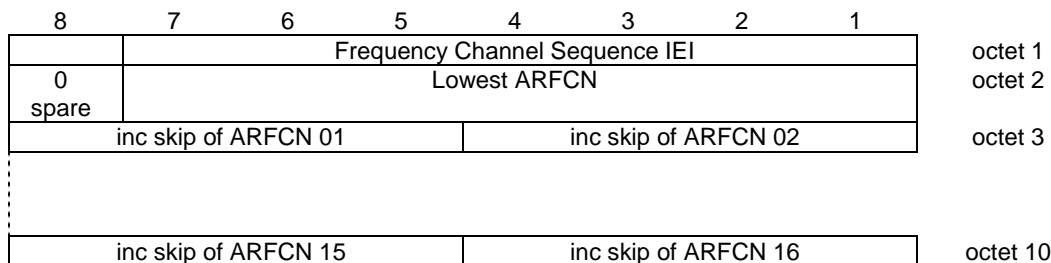 8 7 6 5 4 3 2 1
Frequency Channel Sequence IEI octet 1
0 Lowest ARFCN octet 2
spare
inc skip of ARFCN 01 inc skip of ARFCN 02 octet 3
inc skip of ARFCN 15 inc skip of ARFCN 16 octet 10